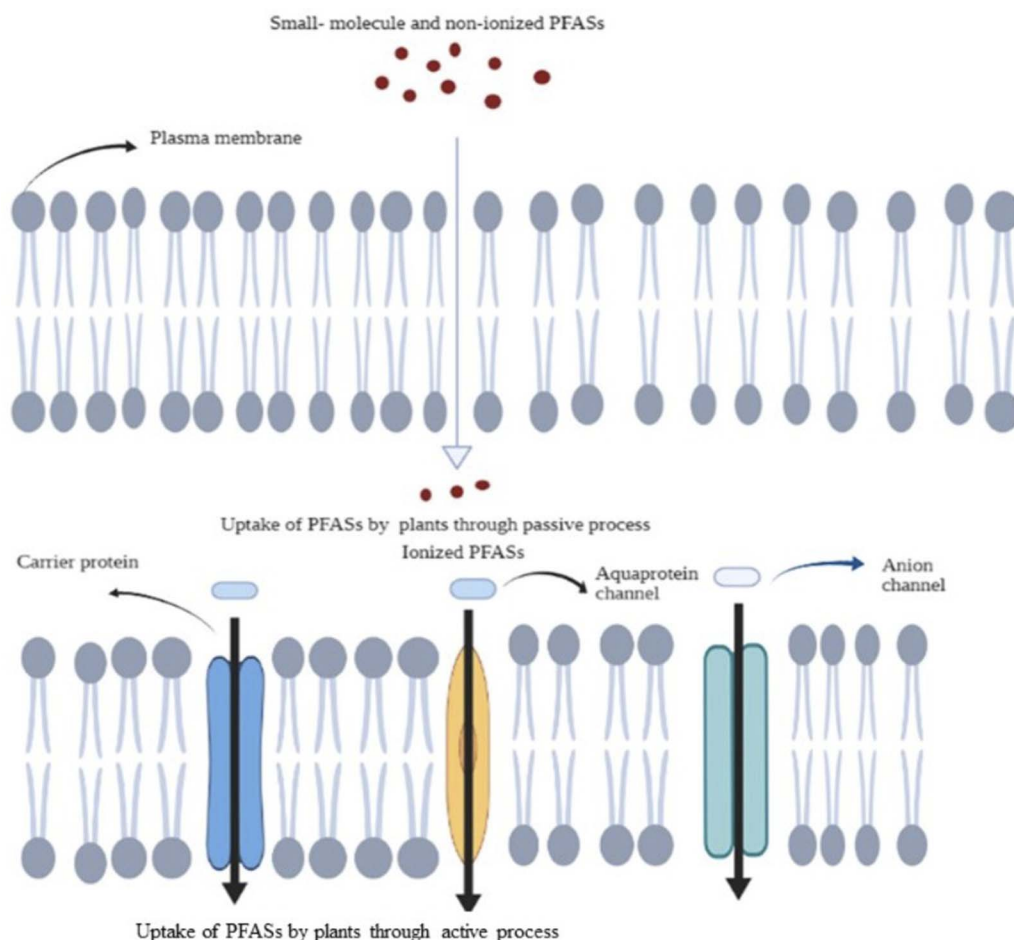 Small- molecule and non-ionized PFASs
Plasma membrane
Uptake of PFASs by plants through passive process
Ionized PFASs
Carrier protein
Aquaprotein
channel
Anion
channel
Uptake of PFASs by plants through active process